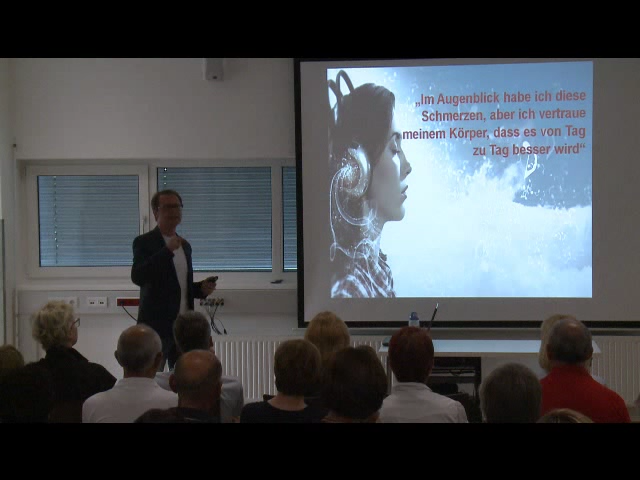 „Im Augenblick habe ich diese
Schmerzen, aber ich vertraue
meinem Körper, dass es von Tag
zu Tag besser wird“